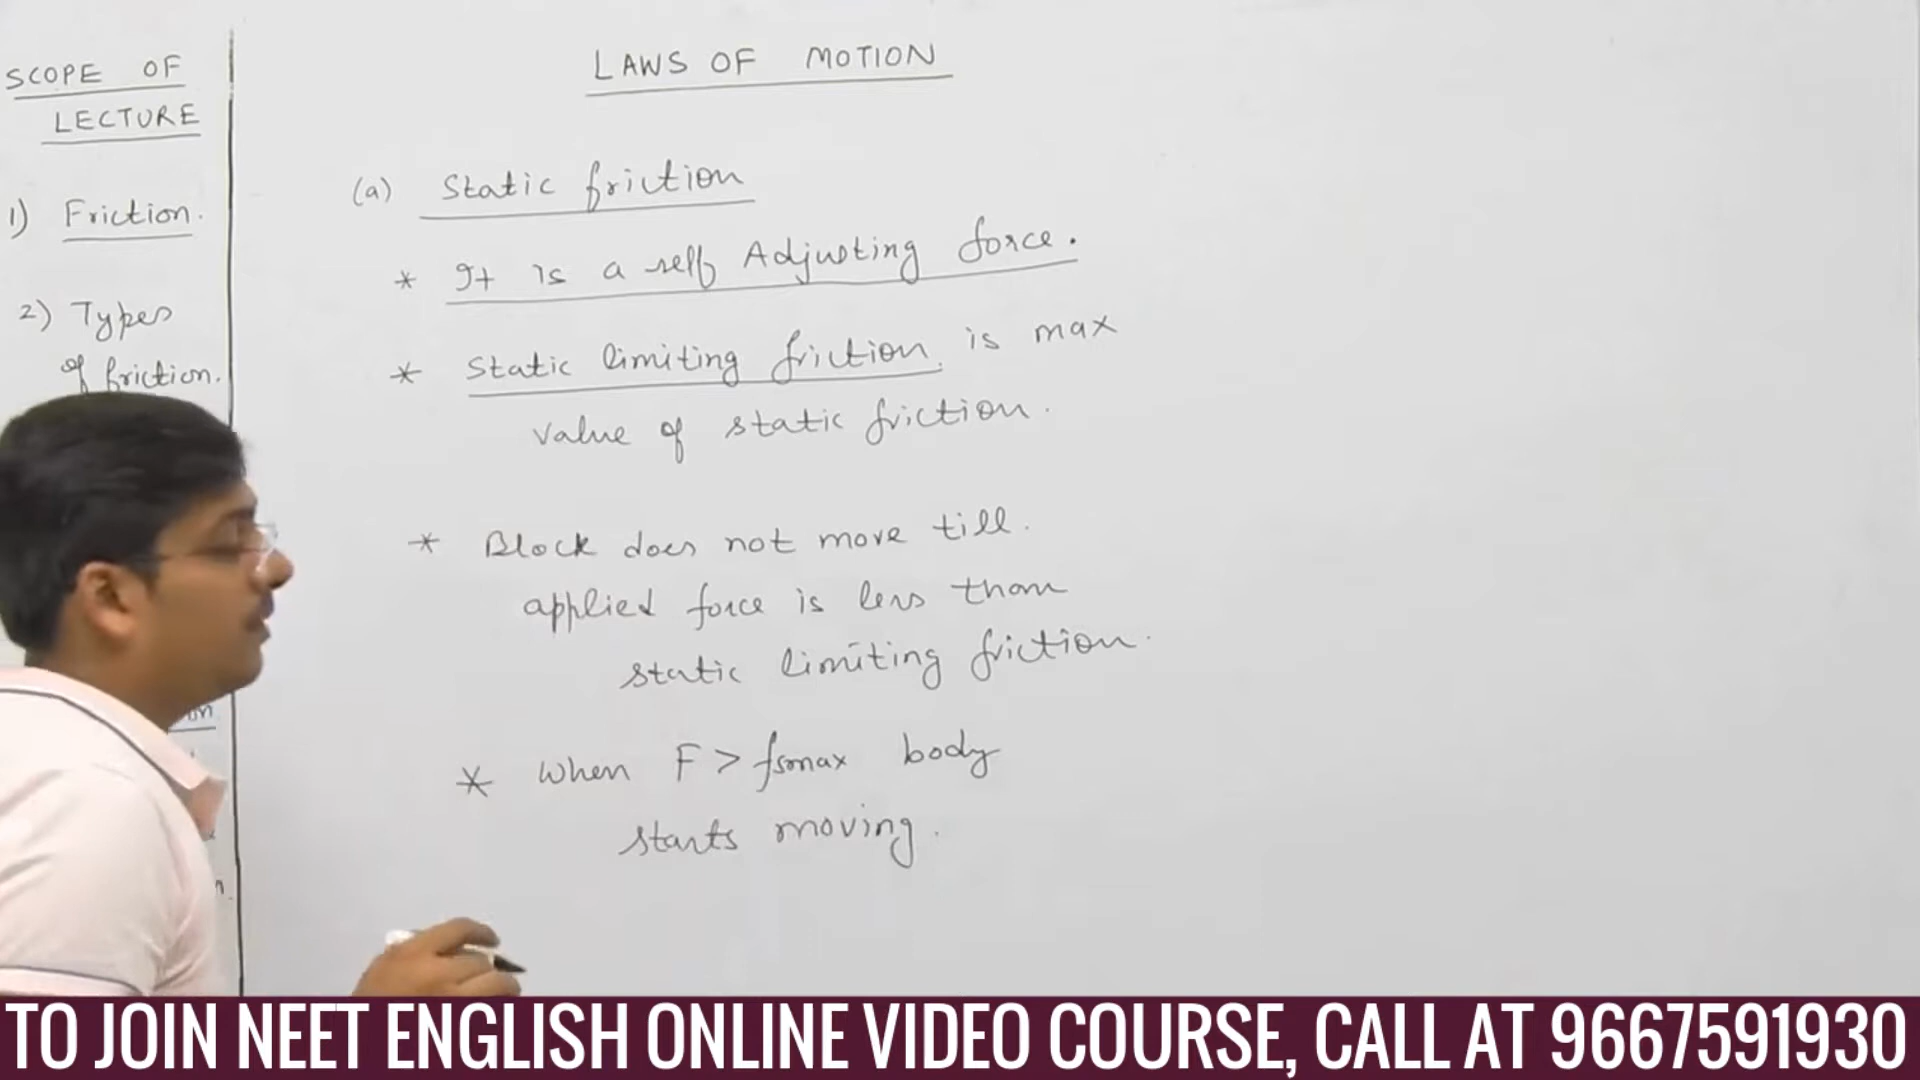 SCOPE OF
LECTURE
1) Friction.
2) Types
of friction.
LAWS OF MOTION
(a) Static friction
* It is a self Adjusting force.
* Static limiting friction is max
value of static friction.
* Block does not move till.
applied force is less than
static limiting friction.
* When F > fsmax body
starts moving.
TO JOIN NEET ENGLISH ONLINE VIDEO COURSE, CALL AT 9667591930